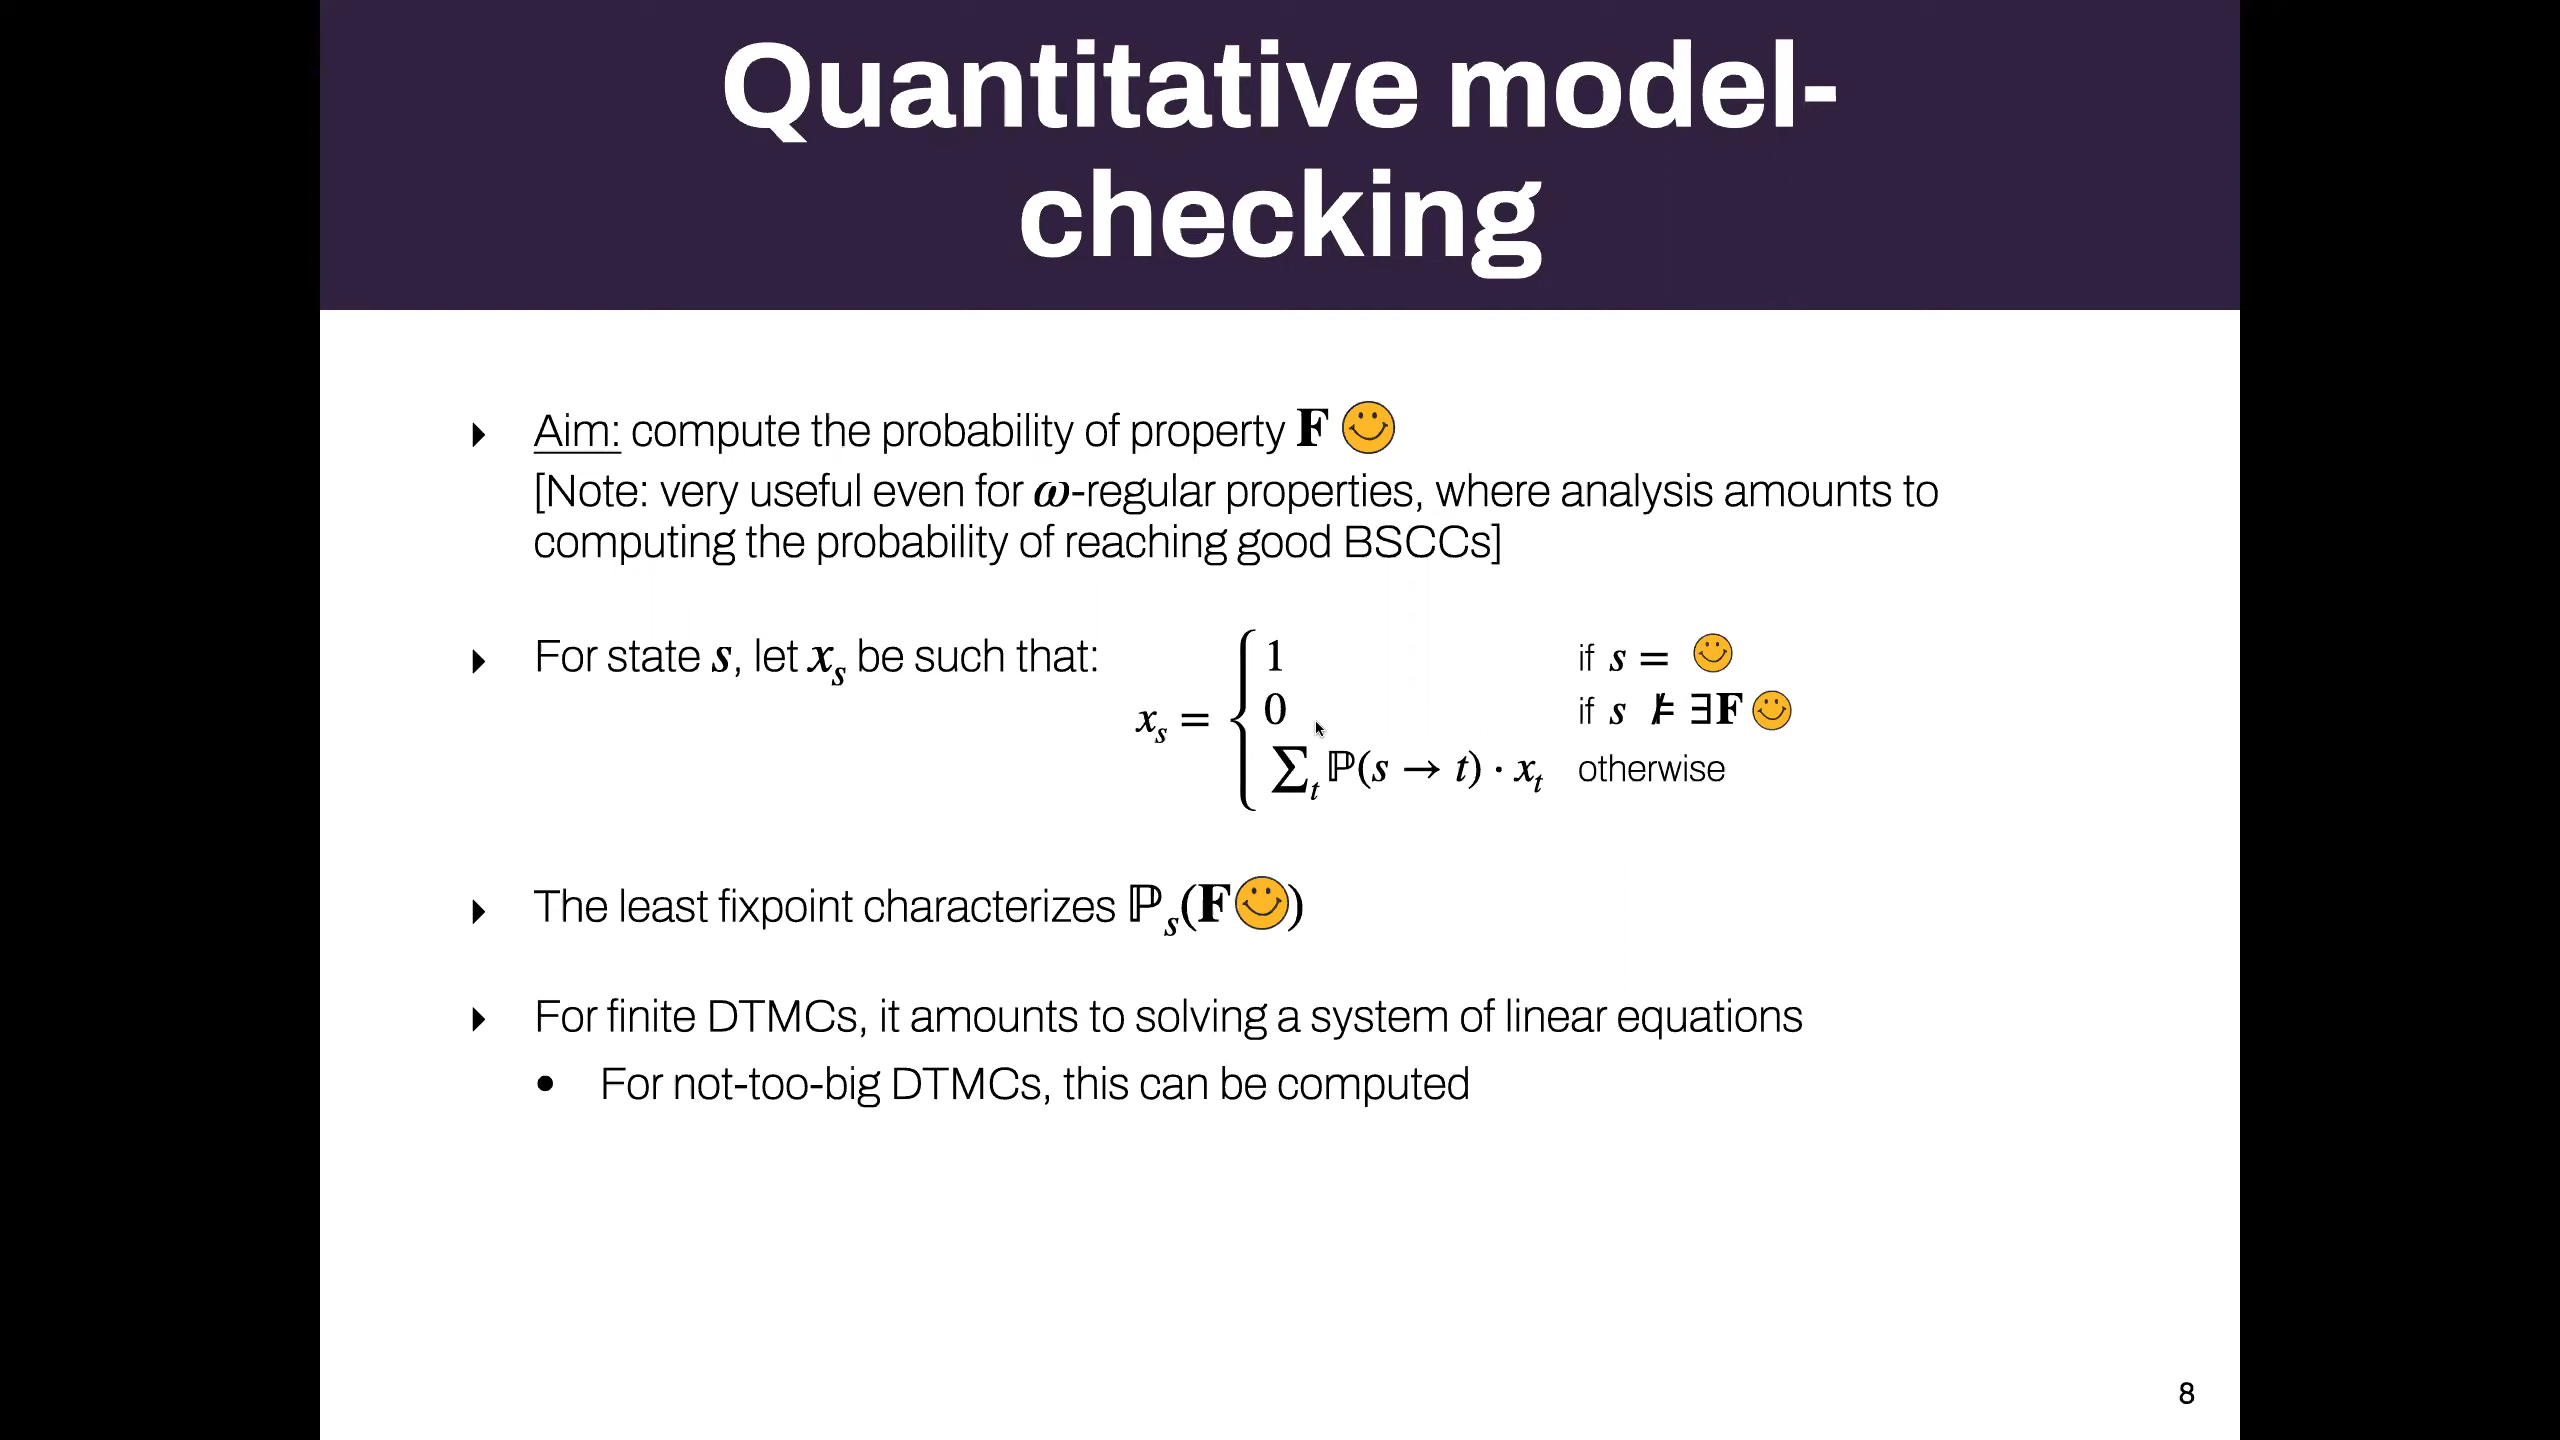 Quantitative model-
checking
▸ Aim: compute the probability of property F 🙂
[Note: very useful even for ω-regular properties, where analysis amounts to
computing the probability of reaching good BSCCs]
▸ For state s, let x_s be such that:
x_s = { 1 if s = 🙂
0 if s ⊭ ∃F 🙂
∑_t ℙ(s → t) · x_t otherwise
▸ The least fixpoint characterizes ℙ_s(F 🙂)
▸ For finite DTMCs, it amounts to solving a system of linear equations
• For not-too-big DTMCs, this can be computed
8